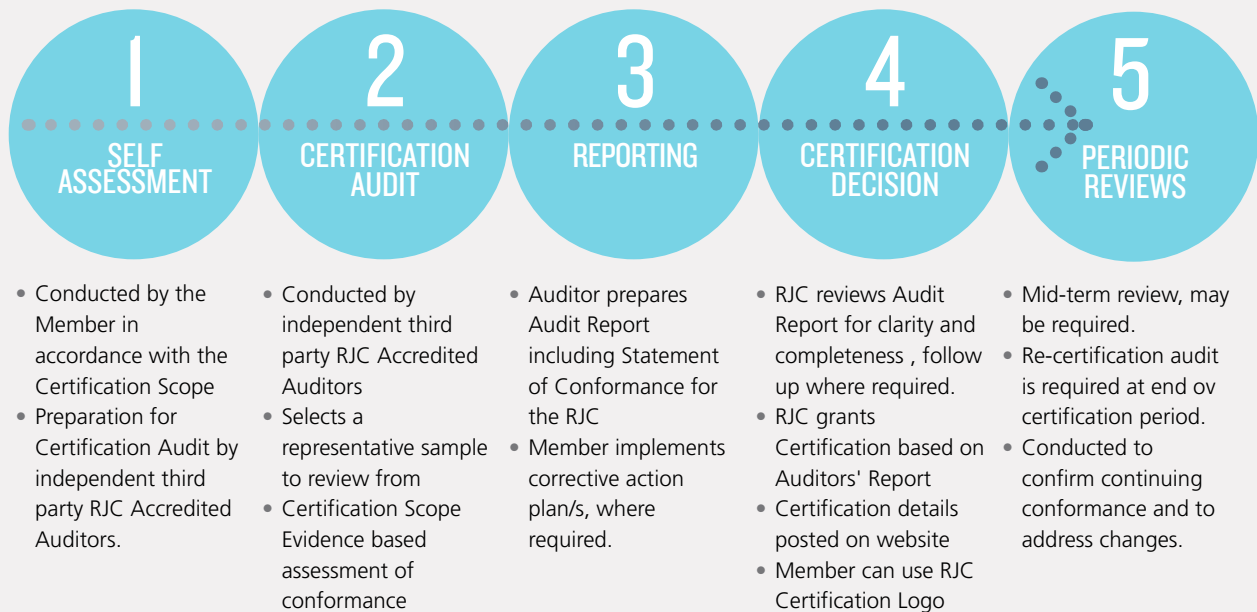 1
SELF
ASSESSMENT
• Conducted by the
Member in
accordance with the
Certification Scope
• Preparation for
Certification Audit by
independent third
party RJC Accredited
Auditors.
2
CERTIFICATION
AUDIT
• Conducted by
independent third
party RJC Accredited
Auditors
• Selects a
representative sample
to review from
• Certification Scope
Evidence based
assessment of
conformance
3
REPORTING
• Auditor prepares
Audit Report
including Statement
of Conformance for
the RJC
• Member implements
corrective action
plan/s, where
required.
4
CERTIFICATION
DECISION
• RJC reviews Audit
Report for clarity and
completeness , follow
up where required.
• RJC grants
Certification based on
Auditors' Report
• Certification details
posted on website
• Member can use RJC
Certification Logo
5
PERIODIC
REVIEWS
• Mid-term review, may
be required.
• Re-certification audit
is required at end ov
certification period.
• Conducted to
confirm continuing
conformance and to
address changes.